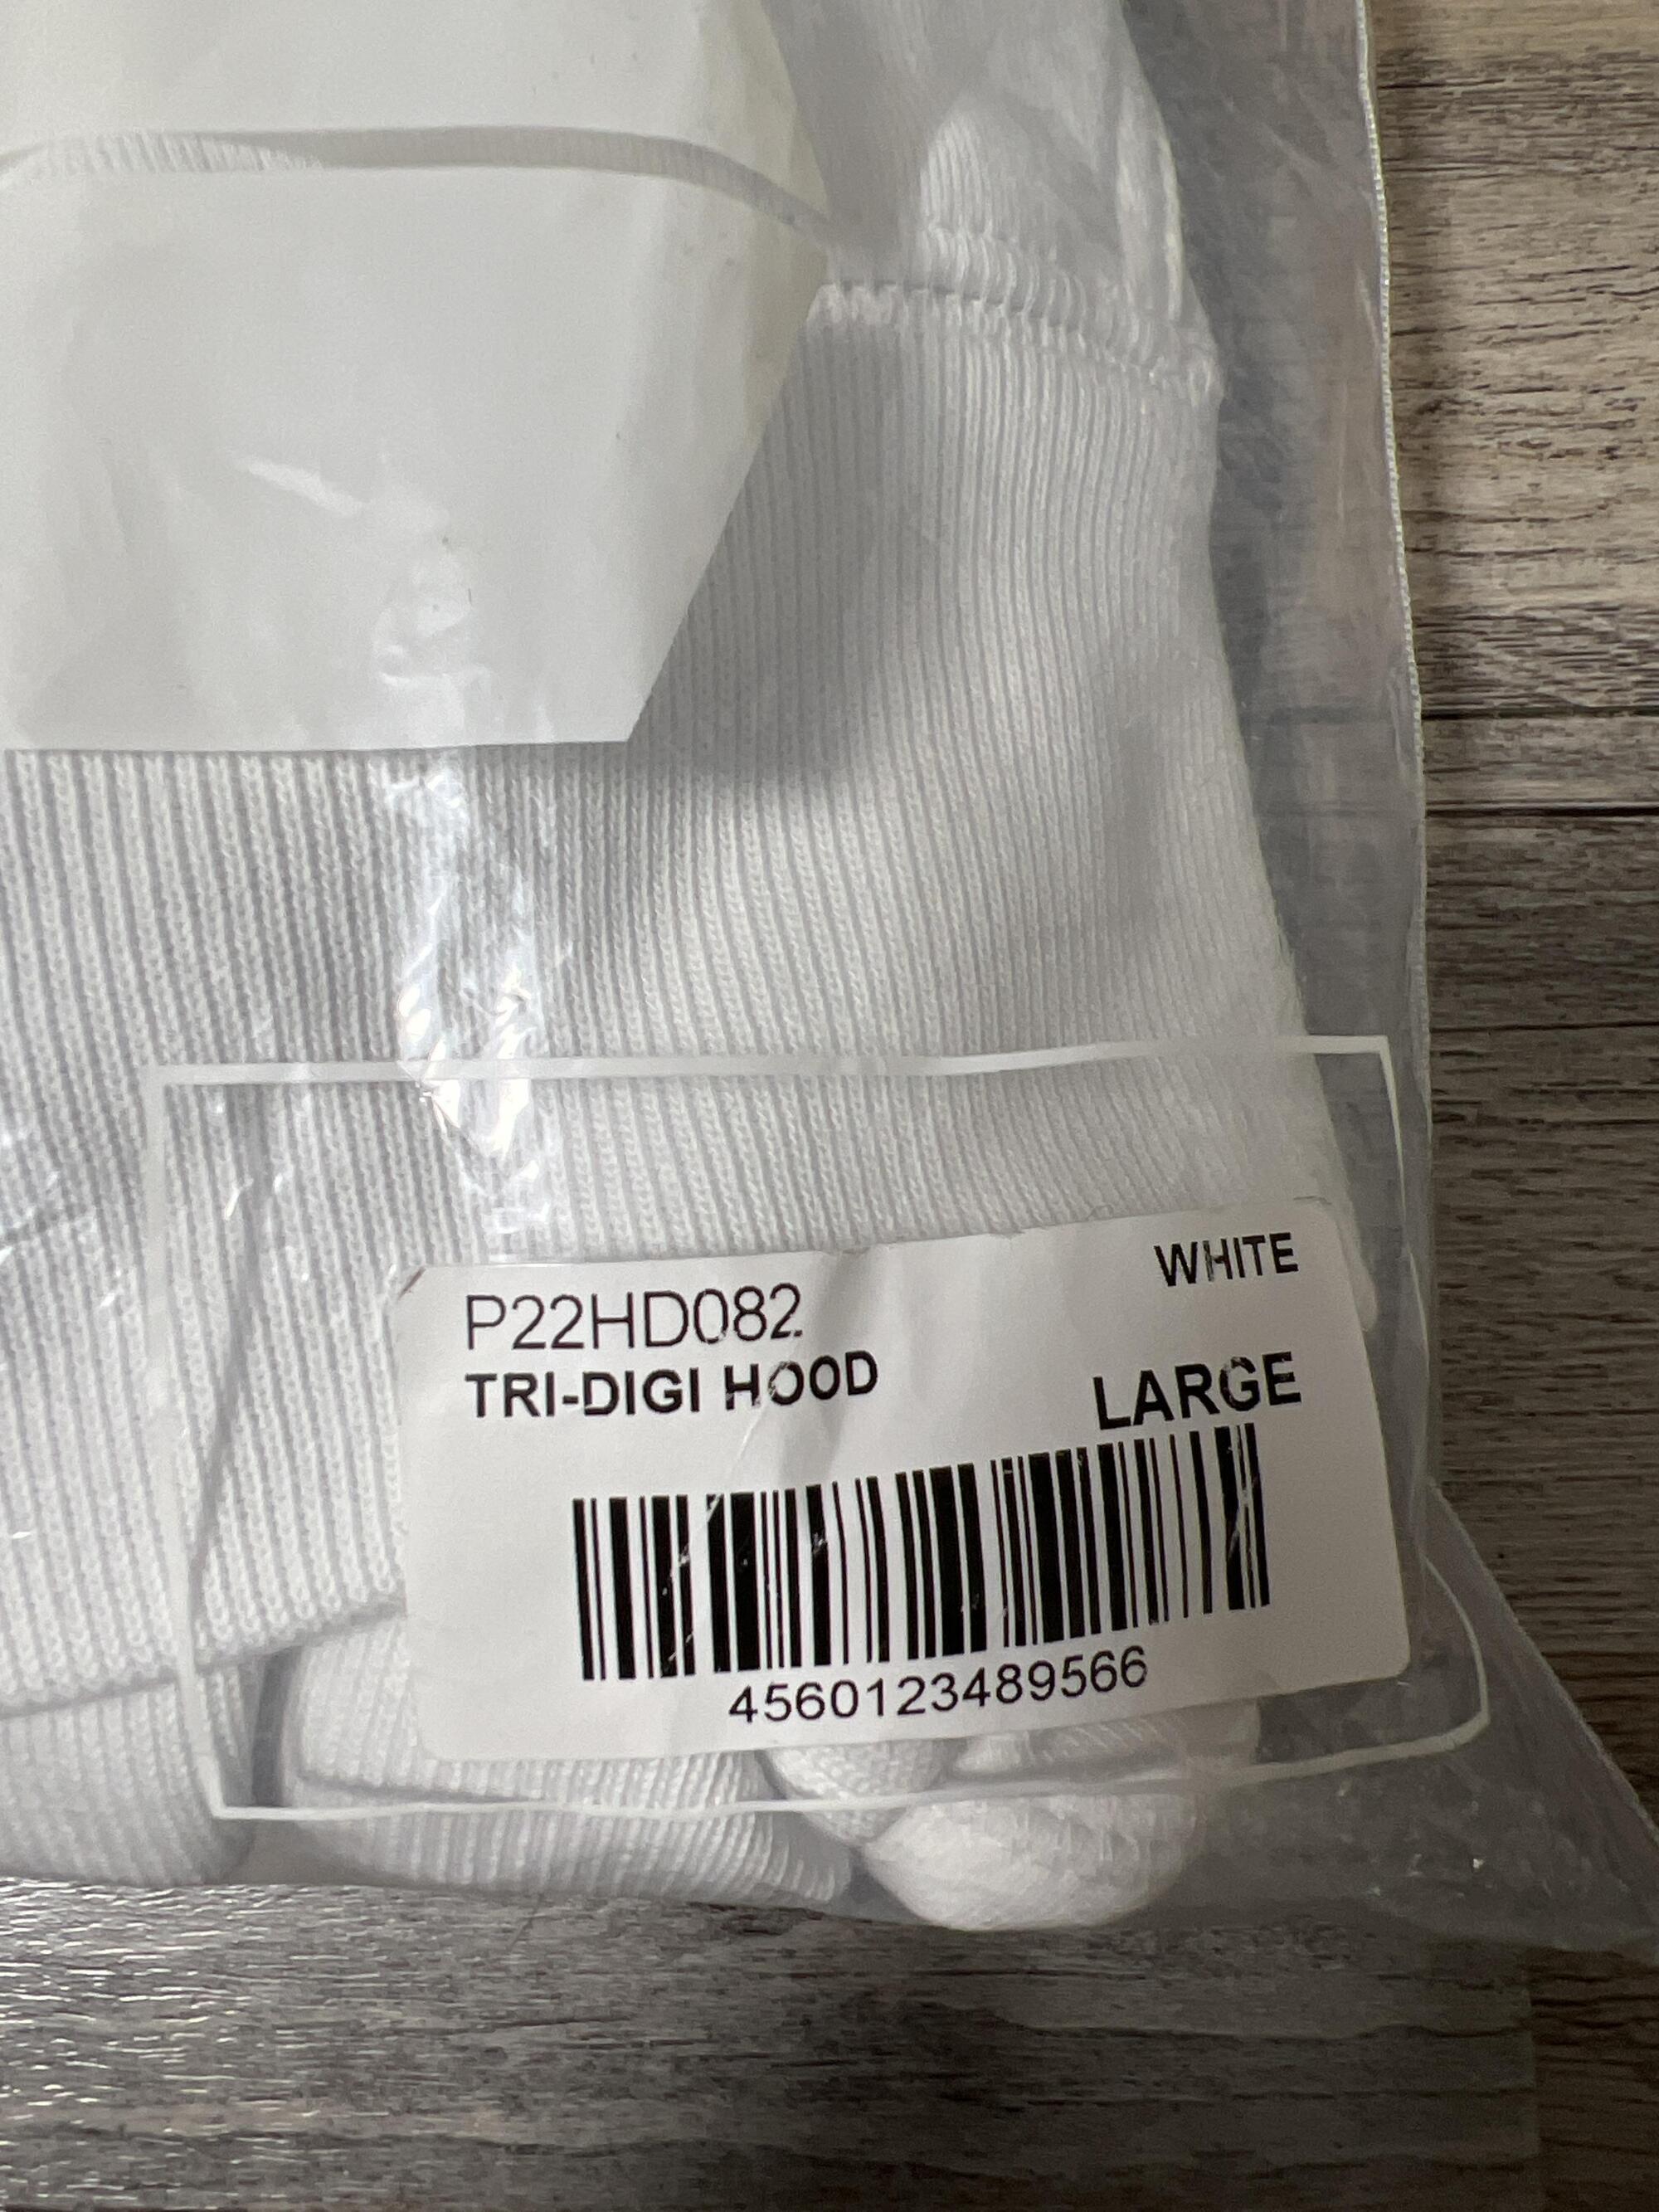 WHITE
P22HD082
TRI-DIGI HOOD
LARGE
4560123489566